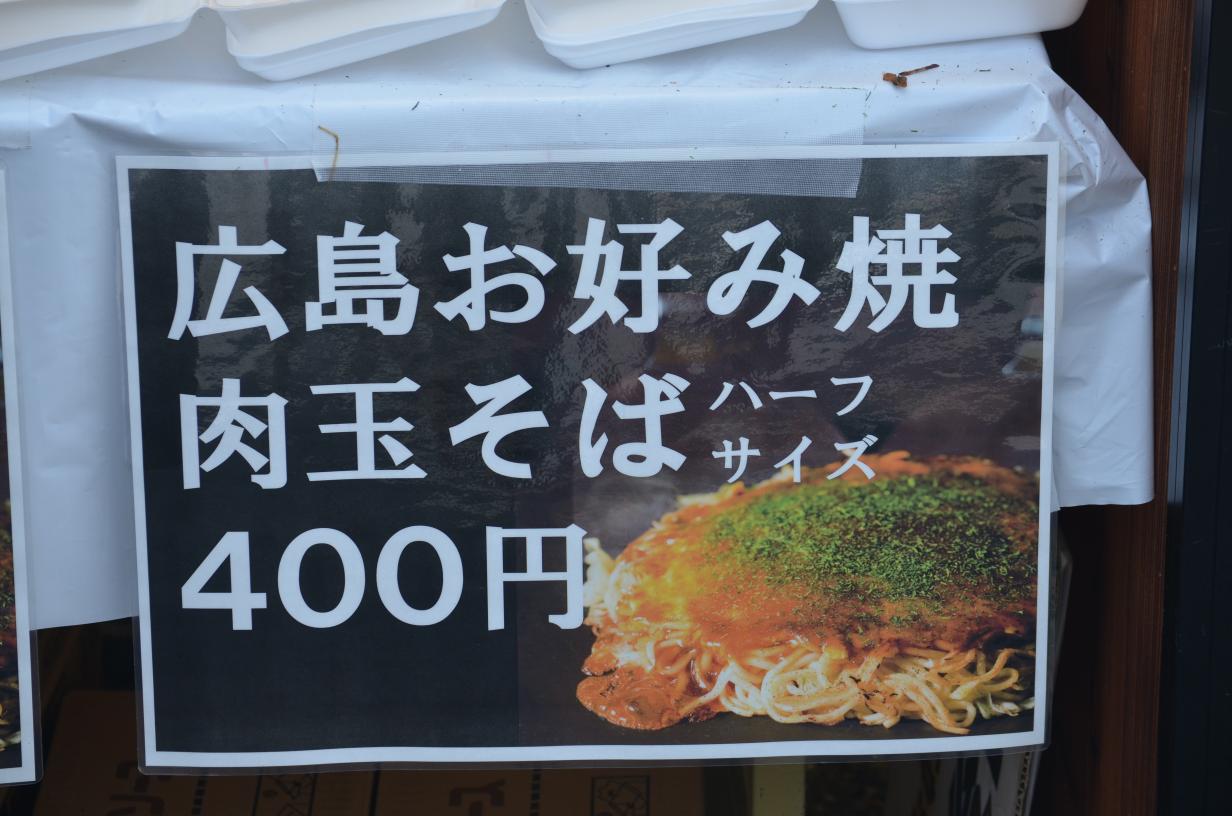 広島お好み焼
肉玉そば
ハーフ
サイズ
400円